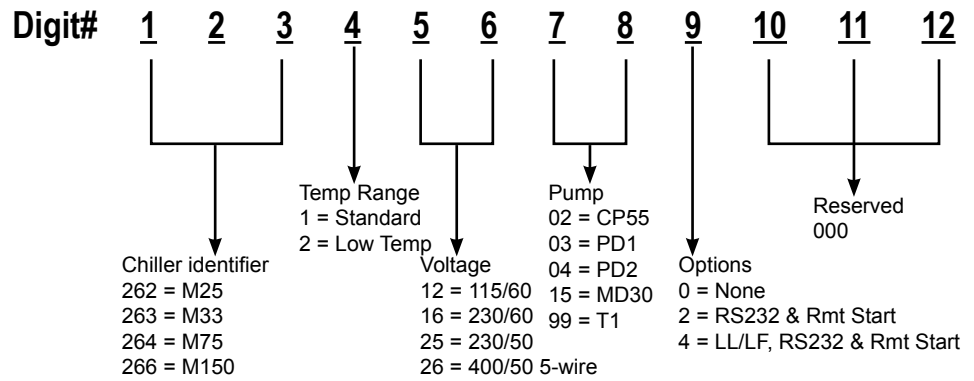 Digit# 1 2 3 4 5 6 7 8 9 10 11 12
Temp Range
1 = Standard
2 = Low Temp
Pump
02 = CP55
03 = PD1
04 = PD2
15 = MD30
99 = T1
Reserved
000
Chiller identifier
262 = M25
263 = M33
264 = M75
266 = M150
Voltage
12 = 115/60
16 = 230/60
25 = 230/50
26 = 400/50 5-wire
Options
0 = None
2 = RS232 & Rmt Start
4 = LL/LF, RS232 & Rmt Start